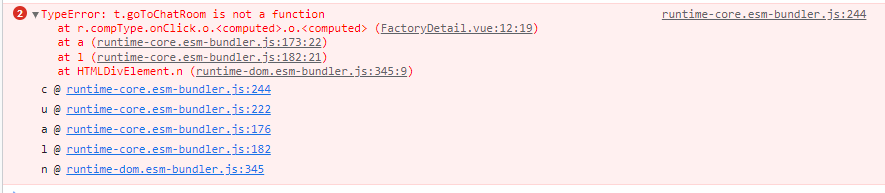 2 ▼TypeError: t.goToChatRoom is not a function runtime-core.esm-bundler.js:244
at r.compType.onClick.o.<computed>.o.<computed> (FactoryDetail.vue:12:19)
at a (runtime-core.esm-bundler.js:173:22)
at l (runtime-core.esm-bundler.js:182:21)
at HTMLDivElement.n (runtime-dom.esm-bundler.js:345:9)
c @ runtime-core.esm-bundler.js:244
u @ runtime-core.esm-bundler.js:222
a @ runtime-core.esm-bundler.js:176
l @ runtime-core.esm-bundler.js:182
n @ runtime-dom.esm-bundler.js:345